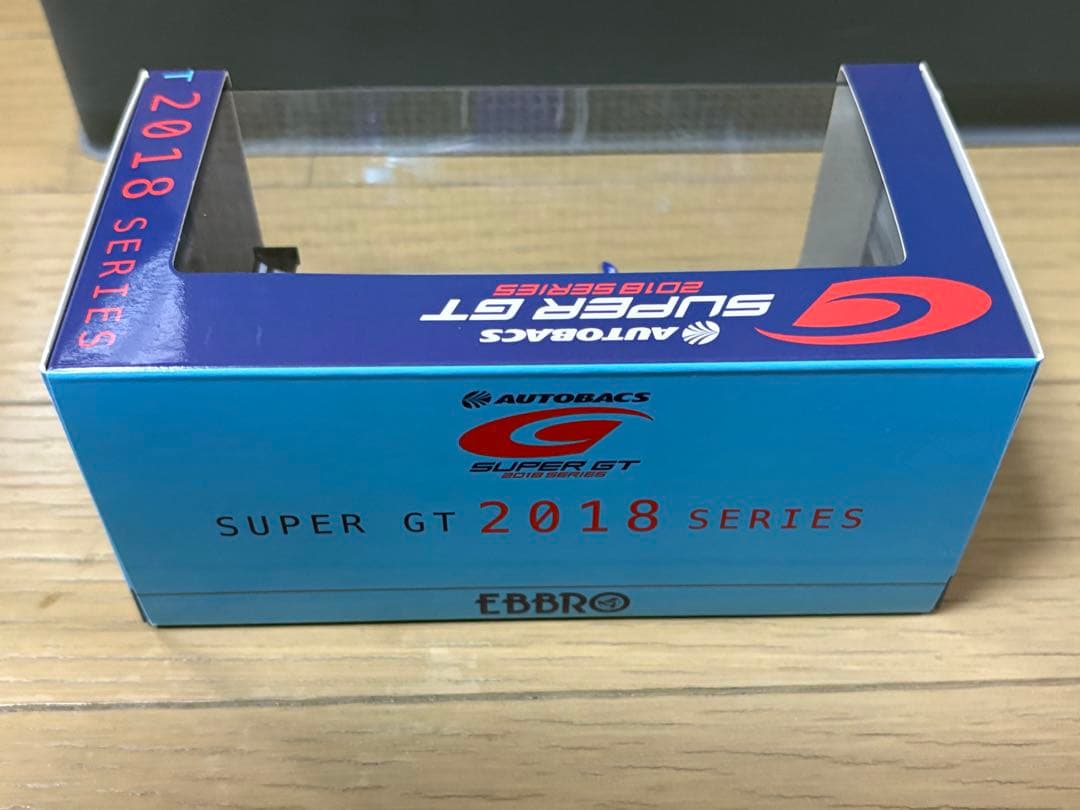 T 2018 SERIES
AUTOBACS
SUPER GT
2018 SERIES
AUTOBACS
SUPER GT
2018 SERIES
SUPER GT 2018 SERIES
EBBRO